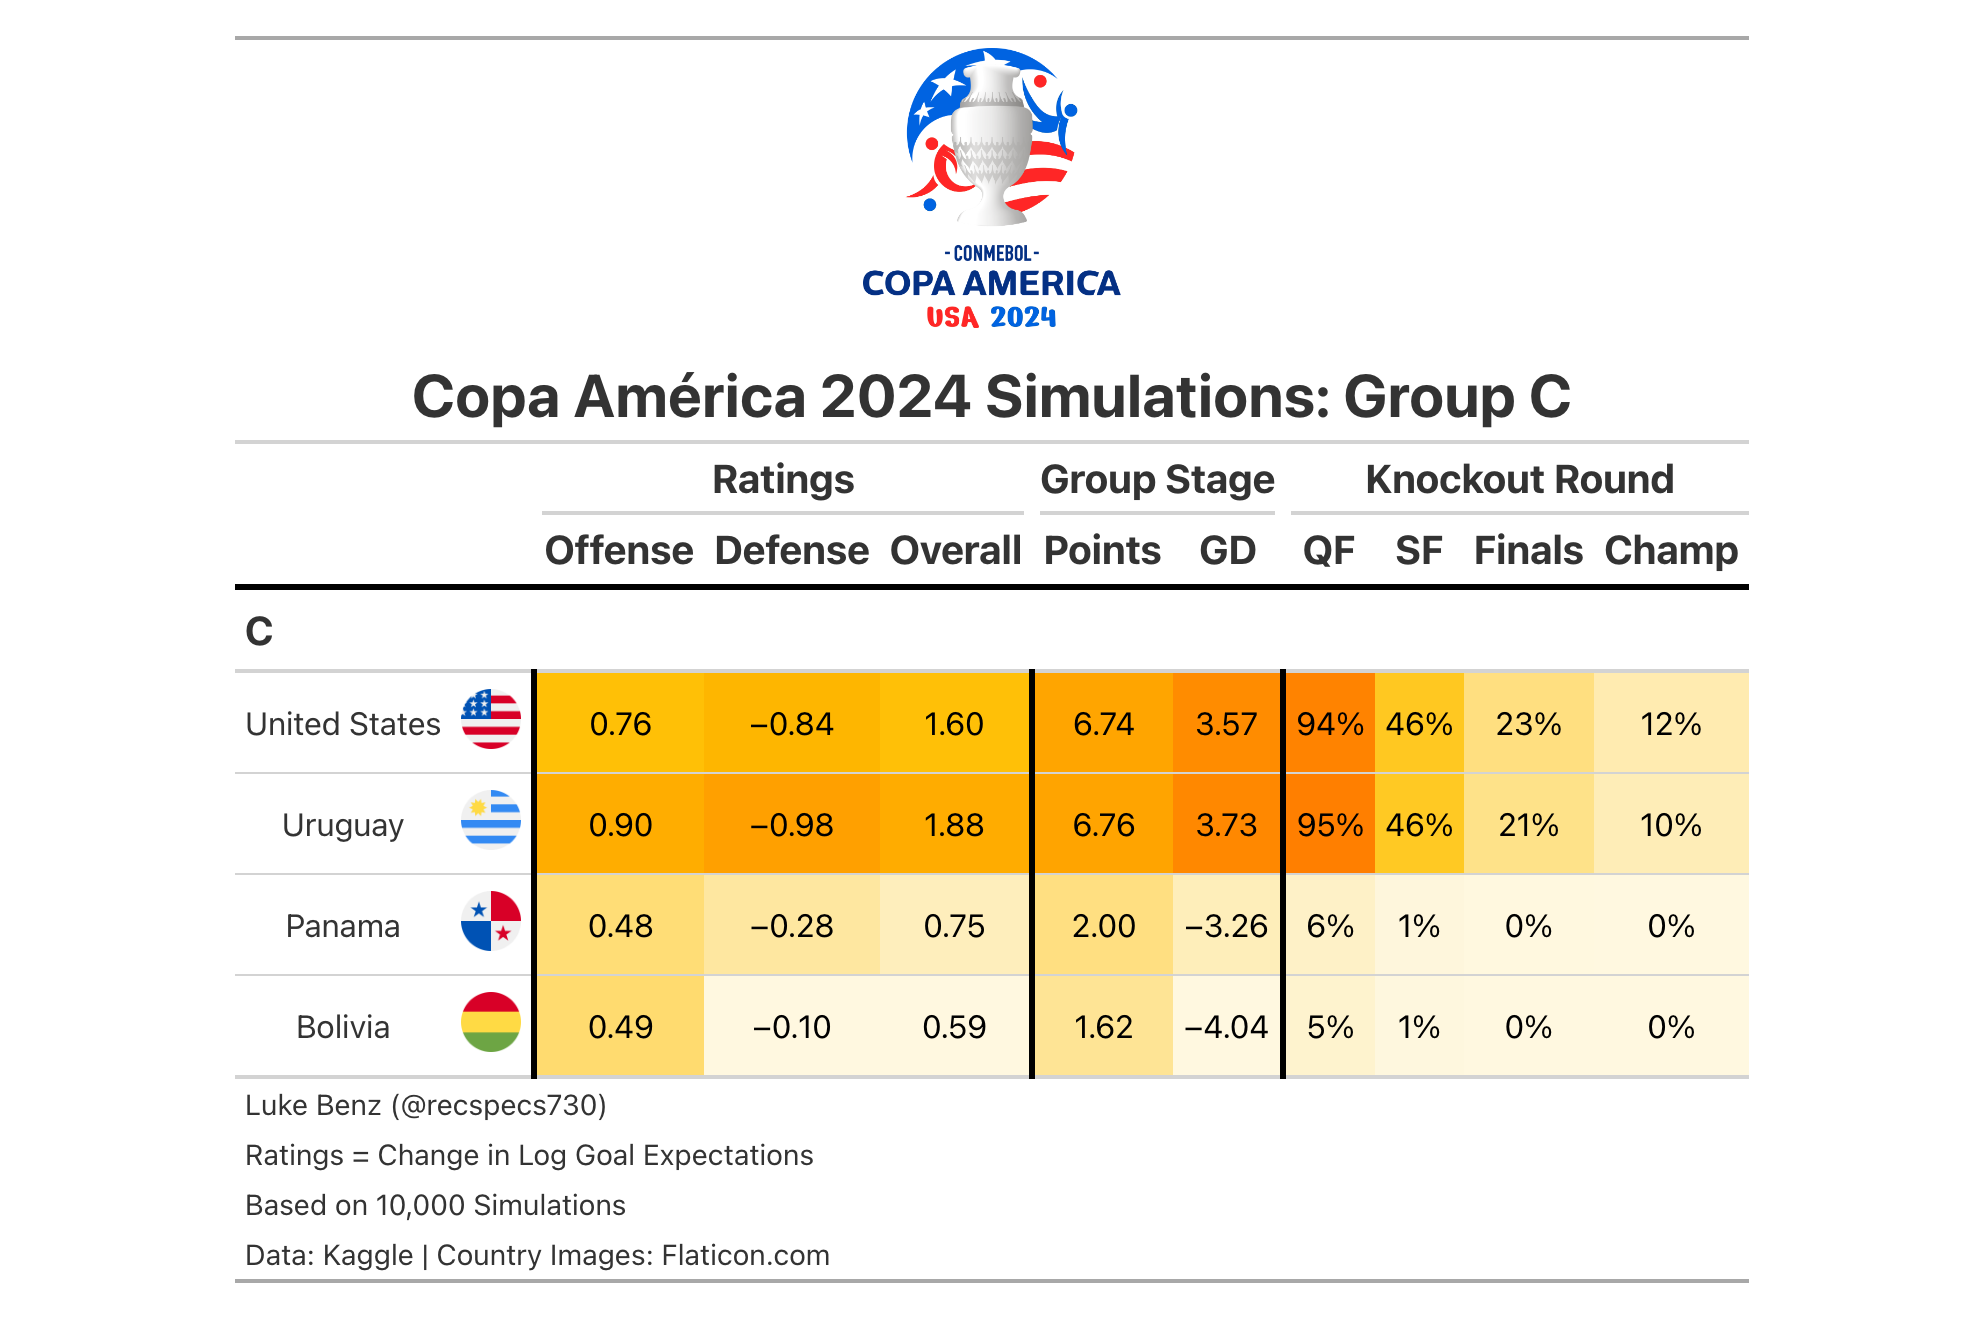 - CONMEBOL -
COPA AMERICA
USA 2024
Copa América 2024 Simulations: Group C
Ratings Group Stage Knockout Round
Offense Defense Overall Points GD QF SF Finals Champ
C
United States 0.76 −0.84 1.60 6.74 3.57 94% 46% 23% 12%
Uruguay 0.90 −0.98 1.88 6.76 3.73 95% 46% 21% 10%
Panama 0.48 −0.28 0.75 2.00 −3.26 6% 1% 0% 0%
Bolivia 0.49 −0.10 0.59 1.62 −4.04 5% 1% 0% 0%
Luke Benz (@recspecs730)
Ratings = Change in Log Goal Expectations
Based on 10,000 Simulations
Data: Kaggle | Country Images: Flaticon.com